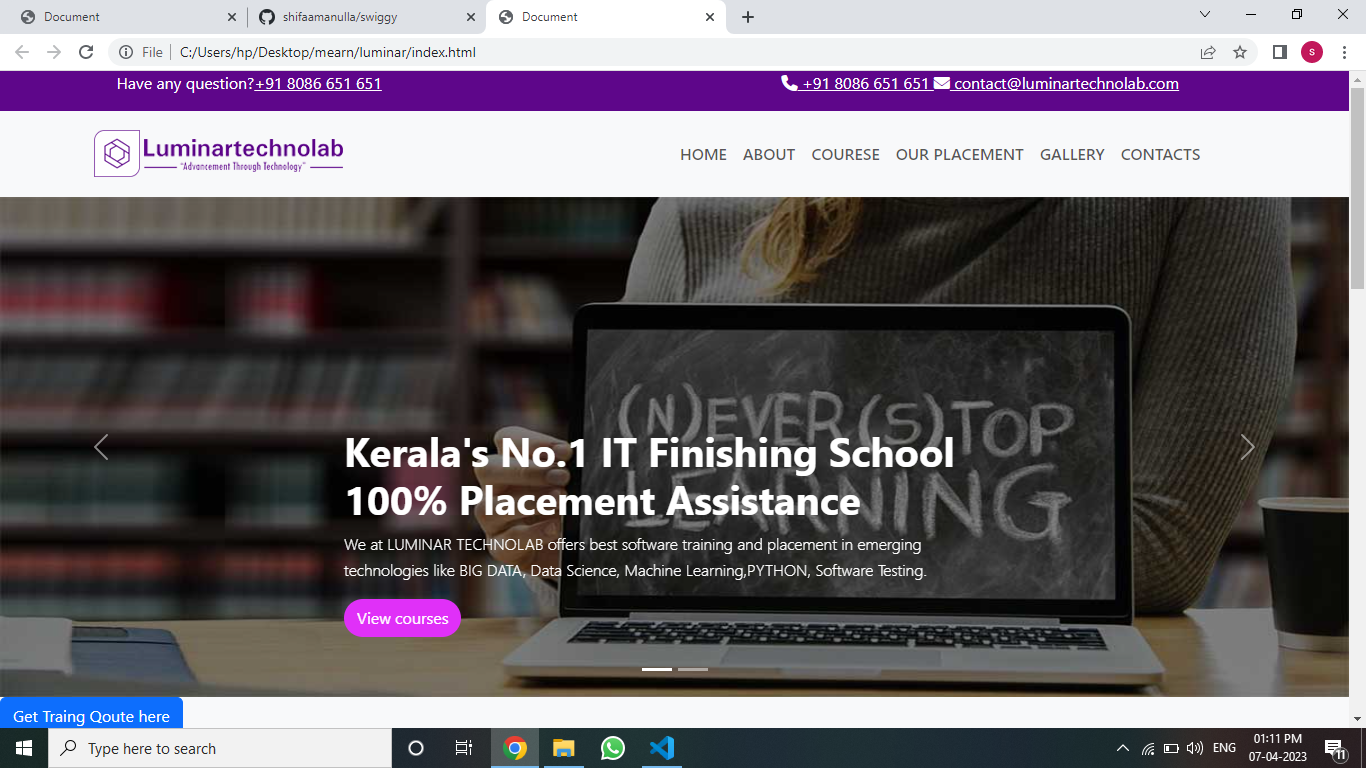 Document
shifaamanulla/swiggy
Document
File
C:/Users/hp/Desktop/mearn/luminar/index.html
s
Have any question?+91 8086 651 651
+91 8086 651 651 contact@luminartechnolab.com
Luminartechnolab
"Advancement Through Technology"
HOME ABOUT COURESE OUR PLACEMENT GALLERY CONTACTS
(N)EVER (S)TOP
LEARNING
Kerala's No.1 IT Finishing School
100% Placement Assistance
We at LUMINAR TECHNOLAB offers best software training and placement in emerging
technologies like BIG DATA, Data Science, Machine Learning,PYTHON, Software Testing.
View courses
Get Traing Qoute here
Type here to search
ENG
01:11 PM
07-04-2023
11